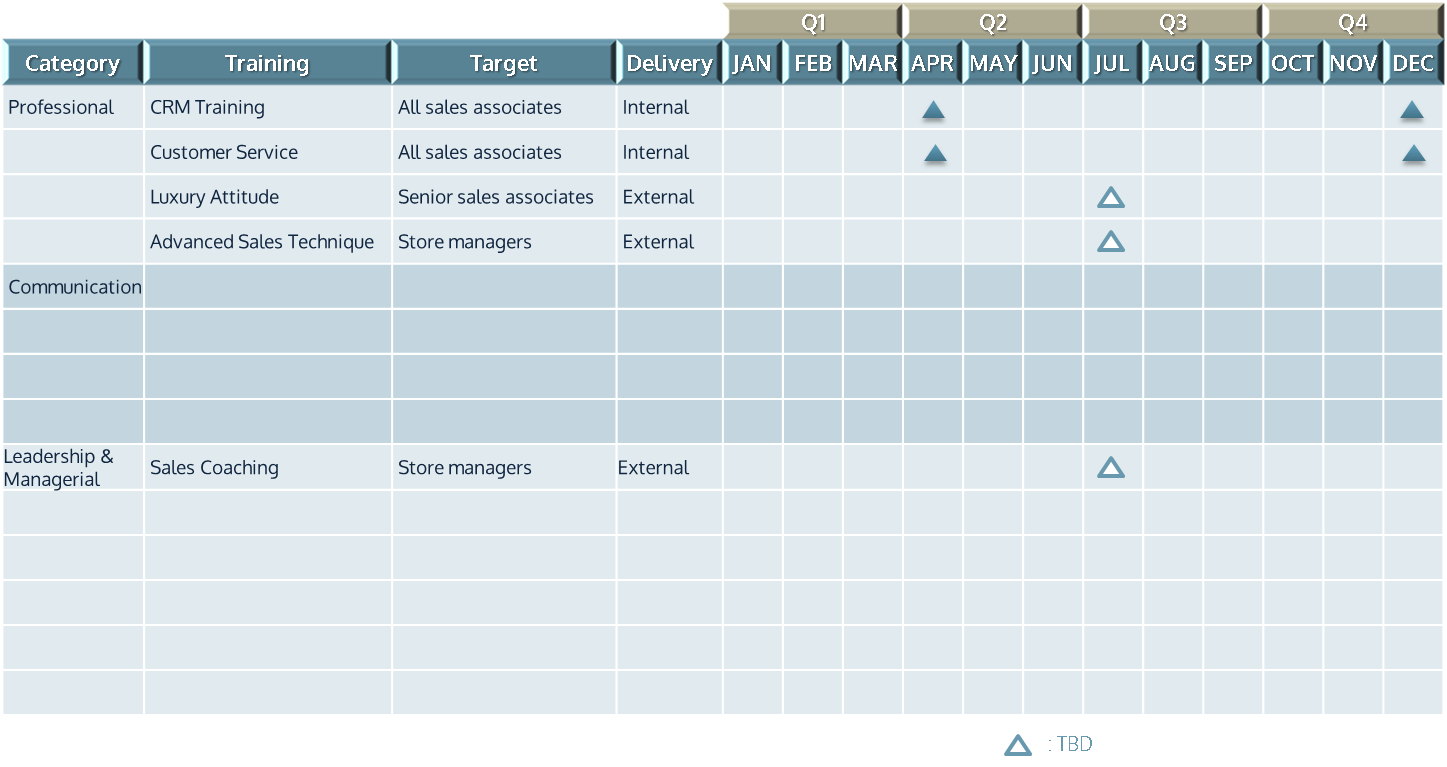 Q1 Q2 Q3 Q4
Category Training Target Delivery JAN FEB MAR APR MAY JUN JUL AUG SEP OCT NOV DEC
Professional CRM Training All sales associates Internal
Customer Service All sales associates Internal
Luxury Attitude Senior sales associates External
Advanced Sales Technique Store managers External
Communication
Leadership &
Managerial Sales Coaching Store managers External
: TBD